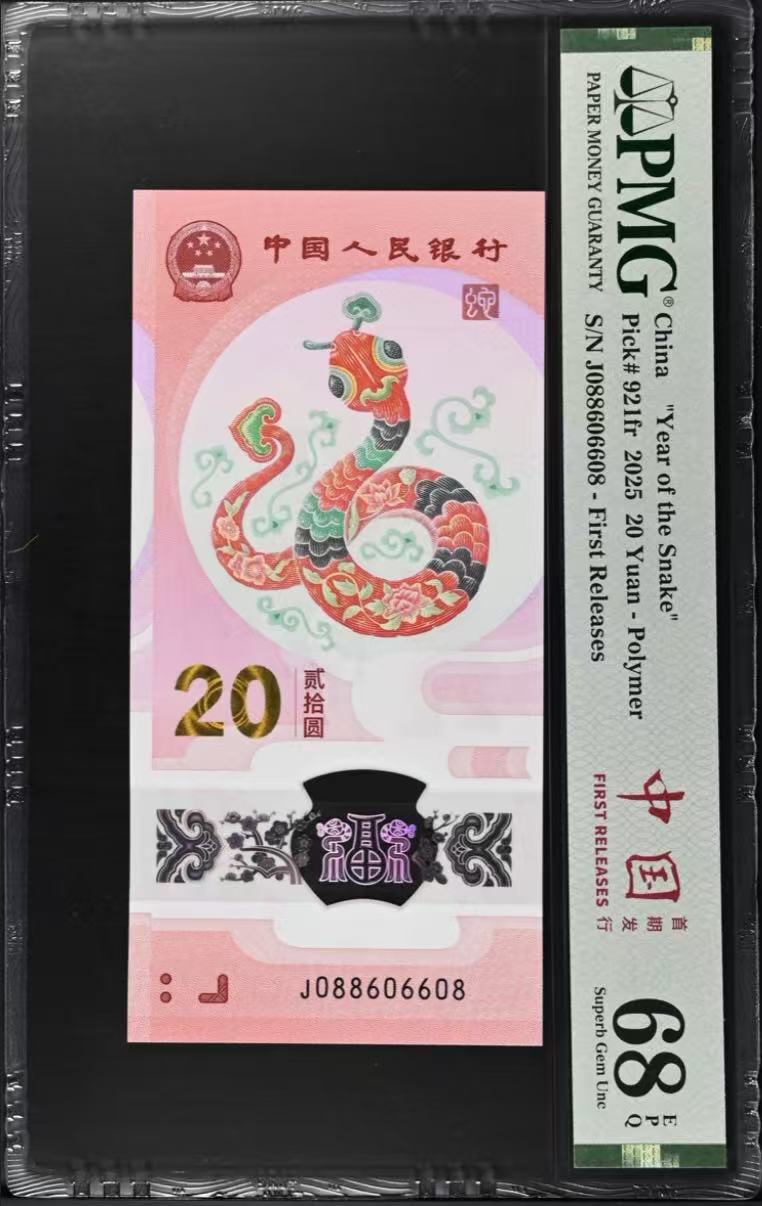 中国人民银行
蛇
20
贰拾圆
J088606608
PMG®
PAPER MONEY GUARANTY
China "Year of the Snake"
Pick# 921fr 2025 20 Yuan - Polymer
S/N J088606608 - First Releases
中国
首期发行
FIRST RELEASES
68
EPQ
Superb Gem Unc